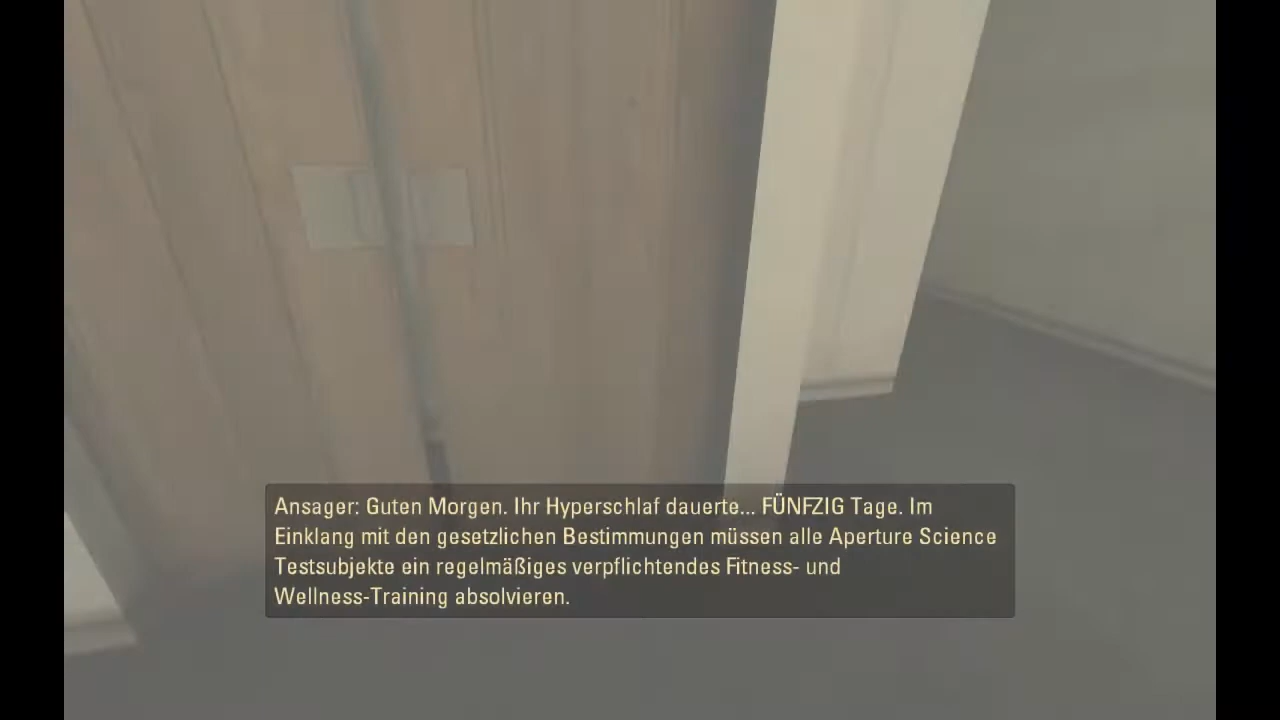 Ansager: Guten Morgen. Ihr Hyperschlaf dauerte... FÜNFZIG Tage. Im
Einklang mit den gesetzlichen Bestimmungen müssen alle Aperture Science
Testsubjekte ein regelmäßiges verpflichtendes Fitness- und
Wellness-Training absolvieren.